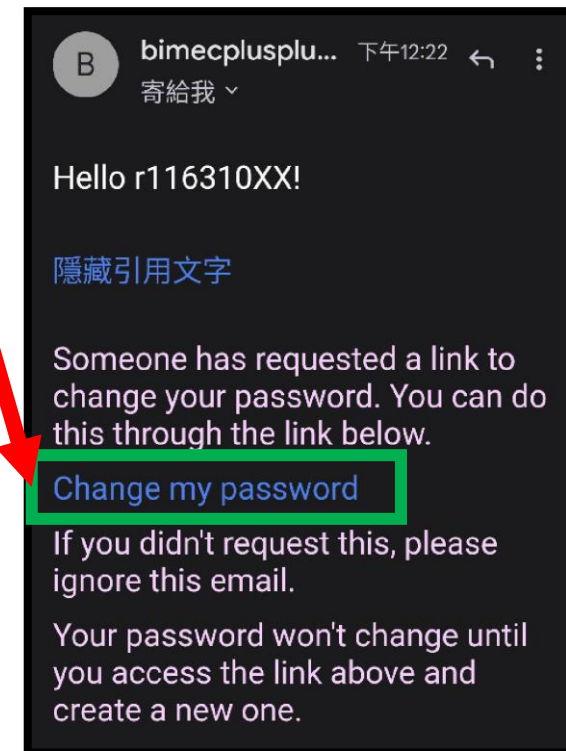 B
bimecplusplu... 下午12:22
寄給我
Hello r116310XX!
隱藏引用文字
Someone has requested a link to
change your password. You can do
this through the link below.
Change my password
If you didn't request this, please
ignore this email.
Your password won't change until
you access the link above and
create a new one.